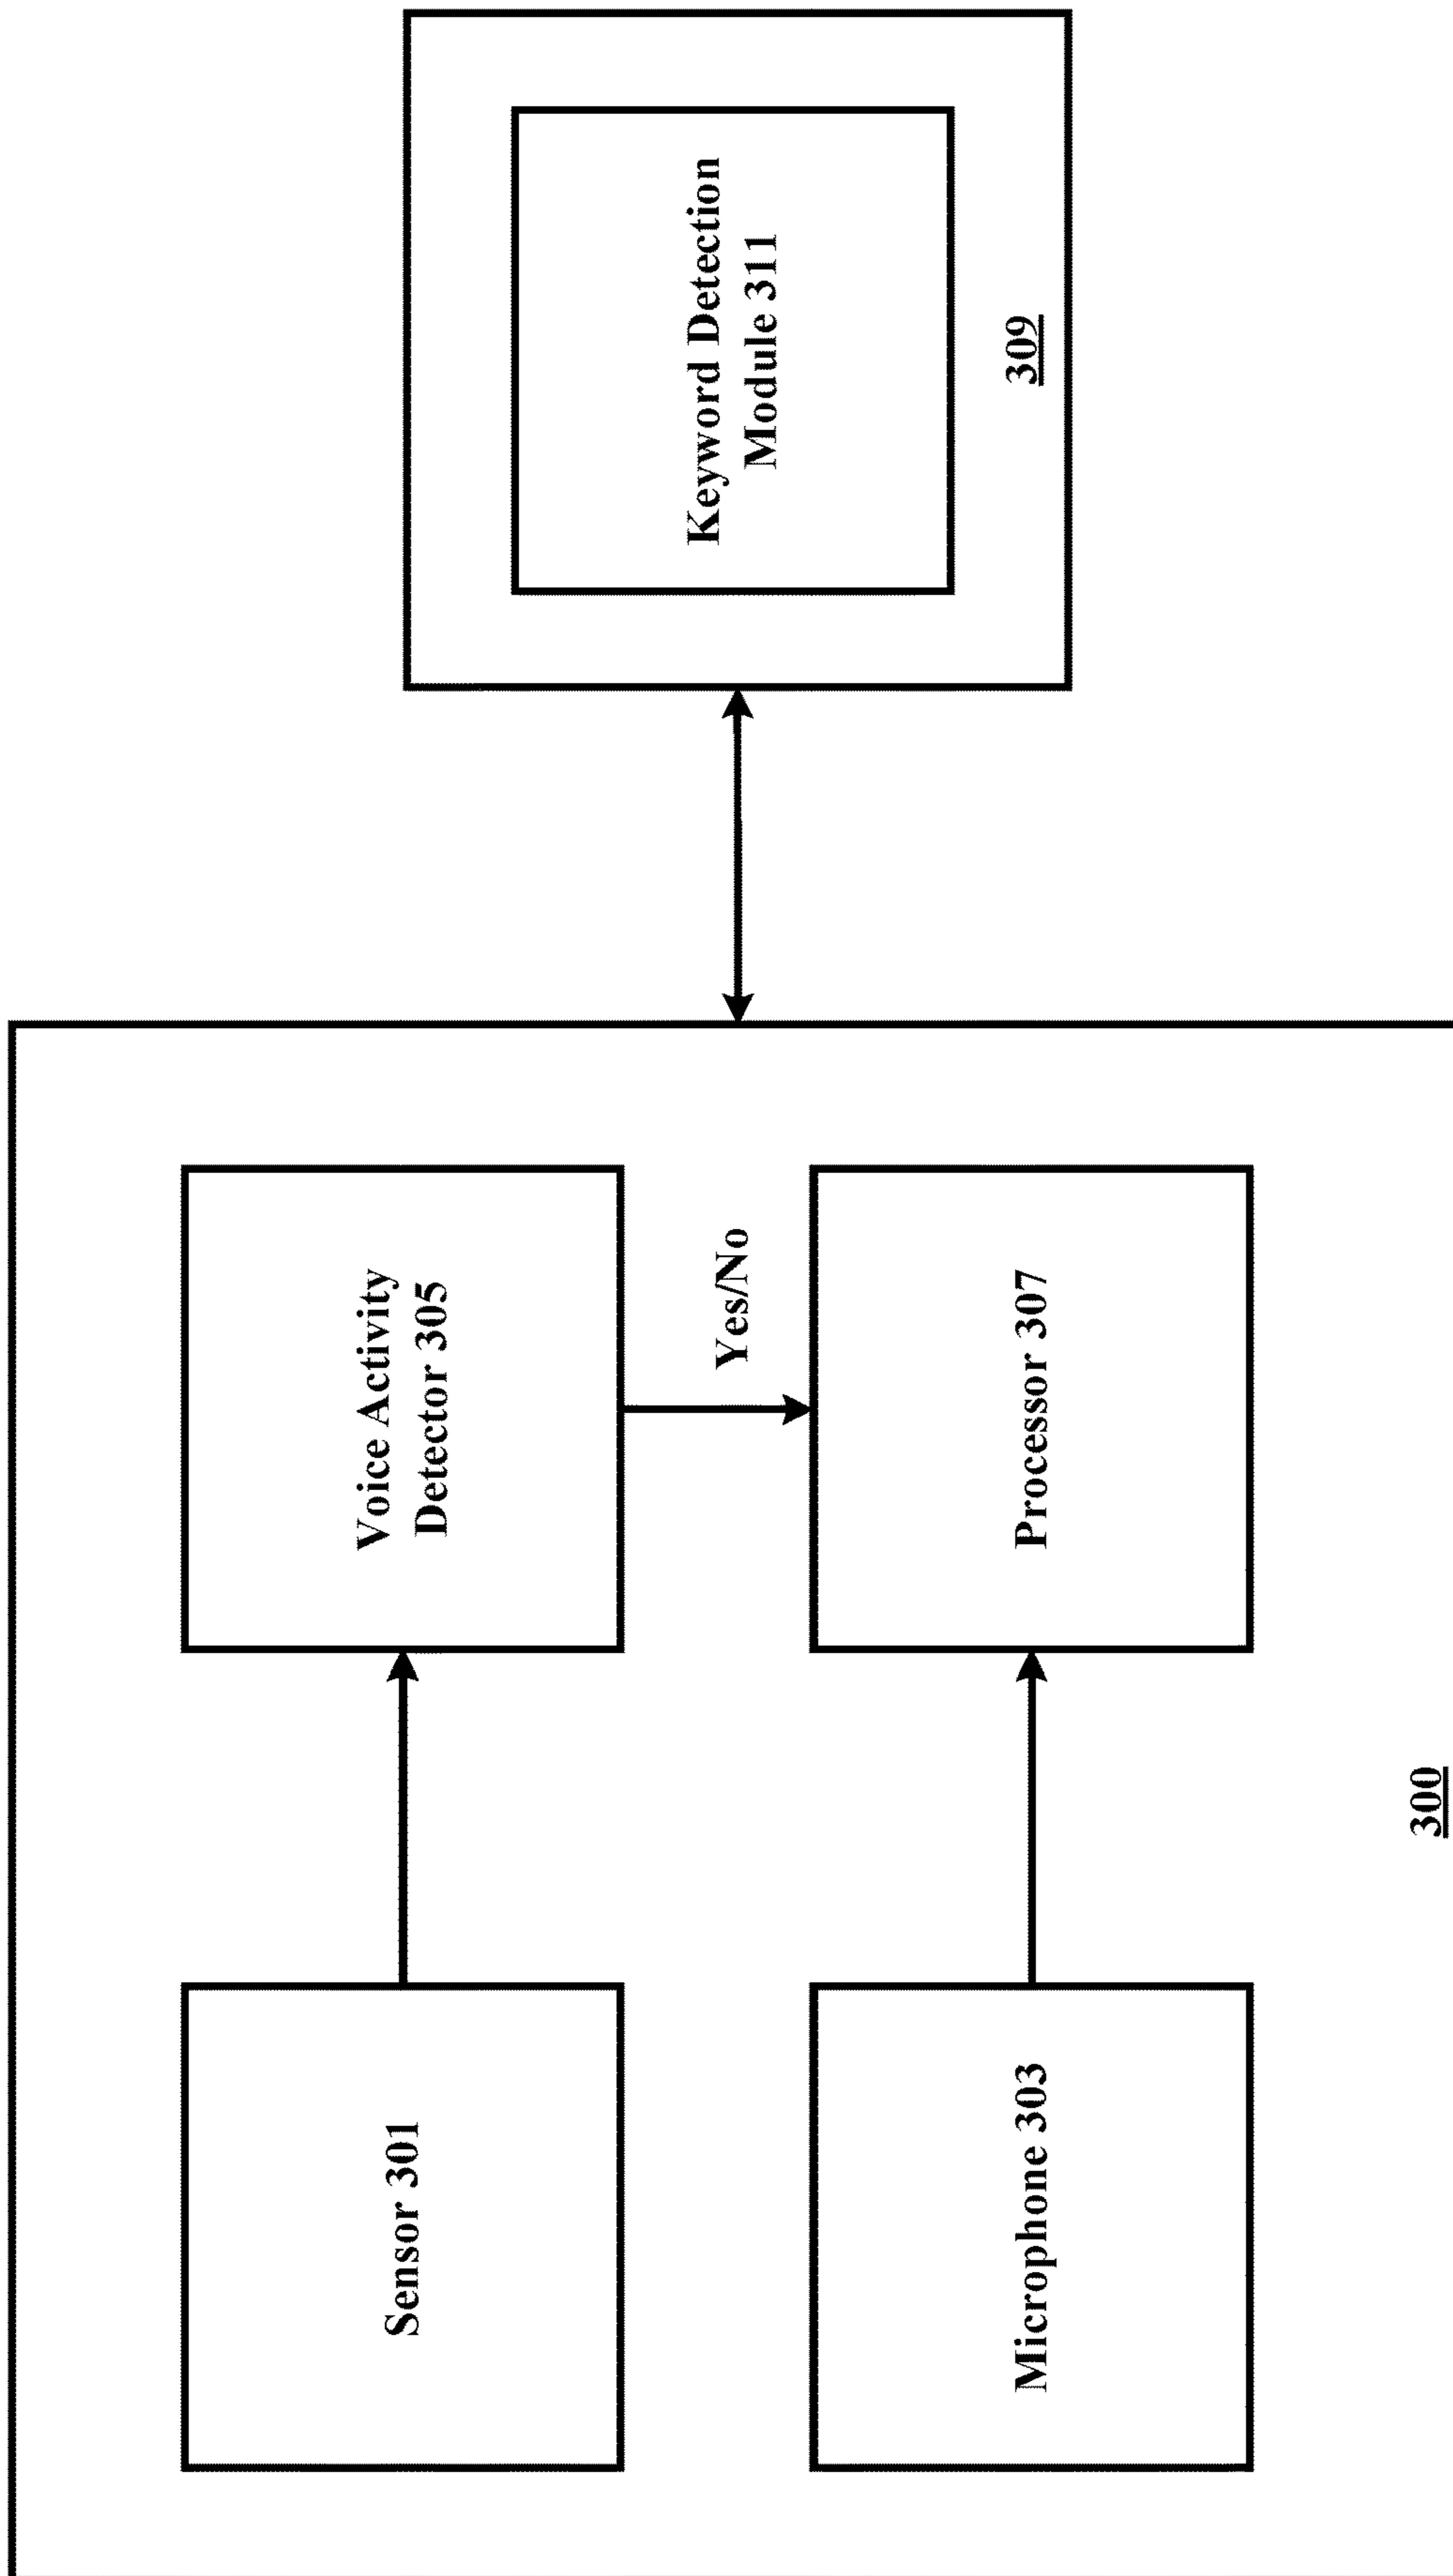 Sensor 301
Voice Activity
Detector 305
Yes/No
Microphone 303
Processor 307
300
Keyword Detection
Module 311
309